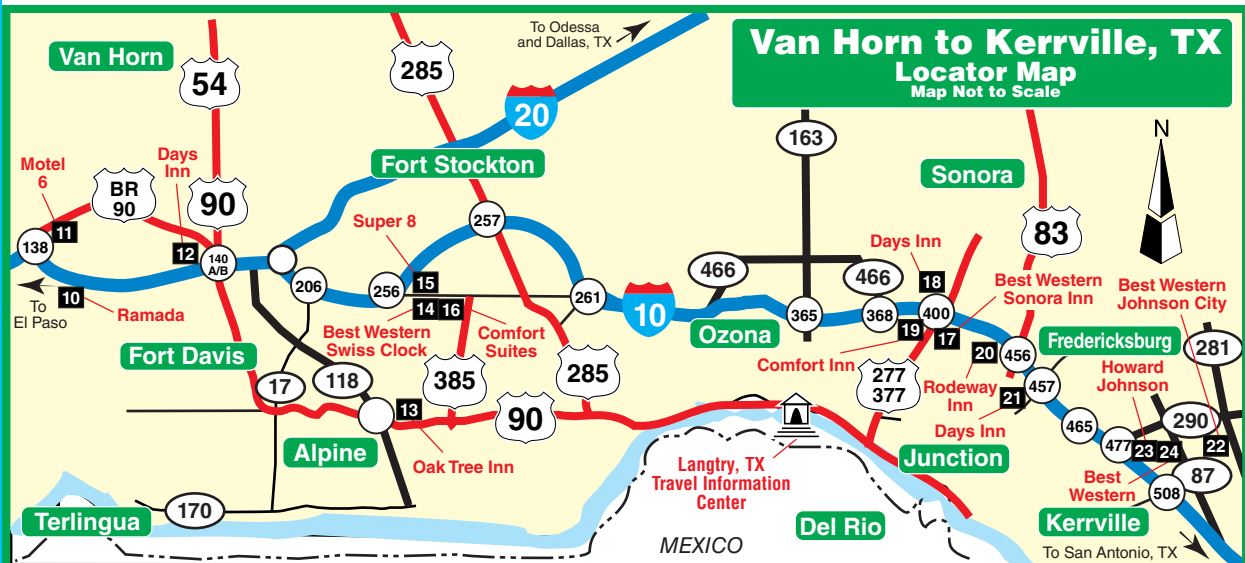 Van Horn to Kerrville, TX
Locator Map
Map Not to Scale
To Odessa
and Dallas, TX
Van Horn
54
285
20
163
N
Fort Stockton
Sonora
Motel
6
Days
Inn
BR
90
90
83
11
138
12
140
A/B
257
Super 8
15
466
466
Days Inn
18
Best Western
Sonora Inn
Best Western
Johnson City
To
El Paso
10
Ramada
206
256
14
16
261
10
365
368
400
19
17
Ozona
Best Western
Swiss Clock
Comfort
Suites
Comfort Inn
20
456
Fredericksburg
281
Fort Davis
17
118
385
285
277
377
Rodeway
Inn
21
457
Howard
Johnson
13
90
Days Inn
465
290
477
23
24
22
Alpine
Oak Tree Inn
Langtry, TX
Travel Information
Center
Junction
Best
Western
87
508
Terlingua
170
Del Rio
Kerrville
MEXICO
To San Antonio, TX